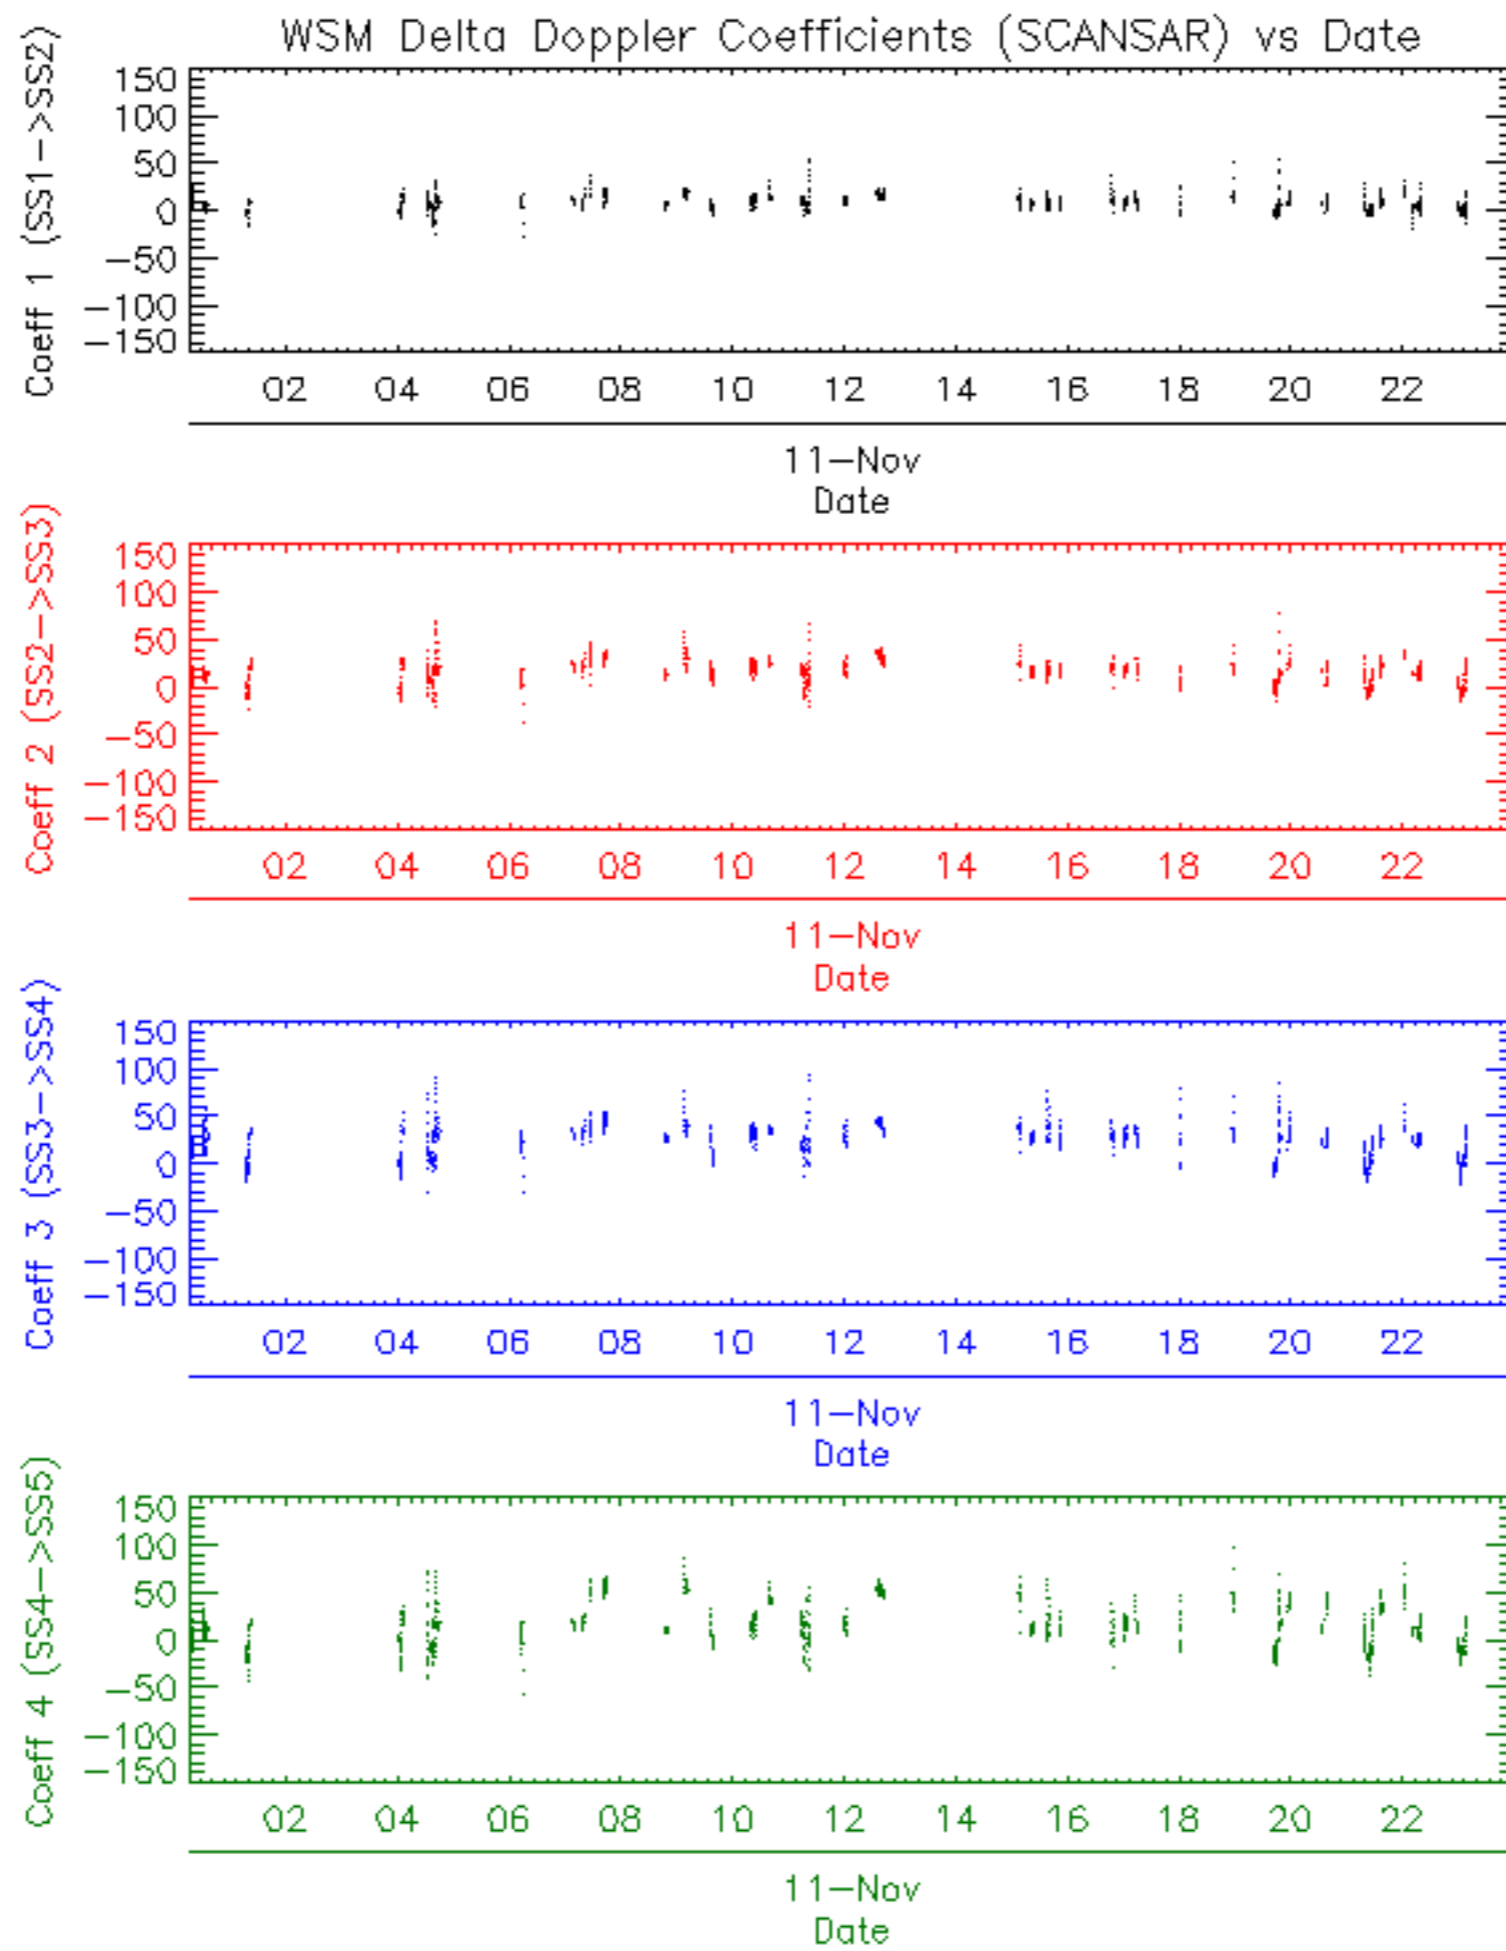 WSM Delta Doppler Coefficients (SCANSAR) vs Date
Coeff 1 (SS1->SS2)
150
100
50
0
-50
-100
-150
02 04 06 08 10 12 14 16 18 20 22
11-Nov
Date
Coeff 2 (SS2->SS3)
150
100
50
0
-50
-100
-150
02 04 06 08 10 12 14 16 18 20 22
11-Nov
Date
Coeff 3 (SS3->SS4)
150
100
50
0
-50
-100
-150
02 04 06 08 10 12 14 16 18 20 22
11-Nov
Date
Coeff 4 (SS4->SS5)
150
100
50
0
-50
-100
-150
02 04 06 08 10 12 14 16 18 20 22
11-Nov
Date